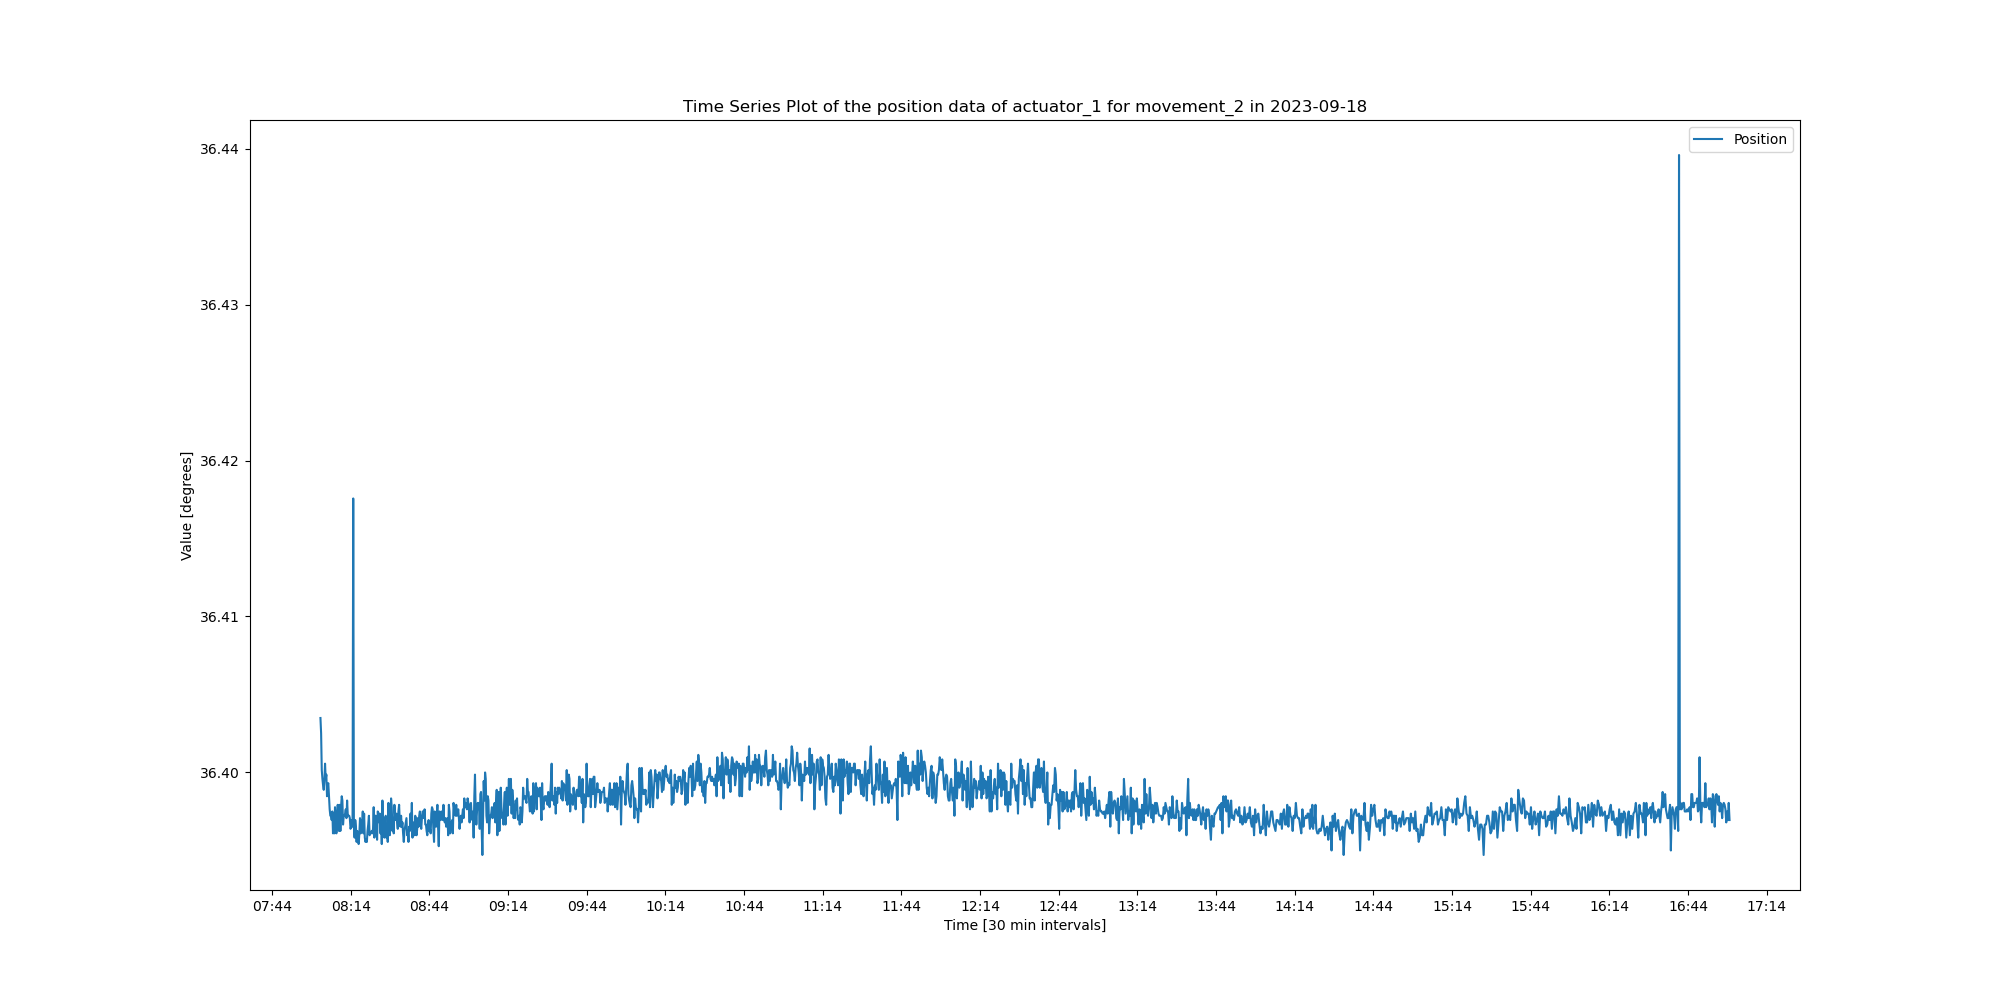 Time Series Plot of the position data of actuator_1 for movement_2 in 2023-09-18
Position
36.44
36.43
36.42
36.41
36.40
Value [degrees]
07:44 08:14 08:44 09:14 09:44 10:14 10:44 11:14 11:44 12:14 12:44 13:14 13:44 14:14 14:44 15:14 15:44 16:14 16:44 17:14
Time [30 min intervals]